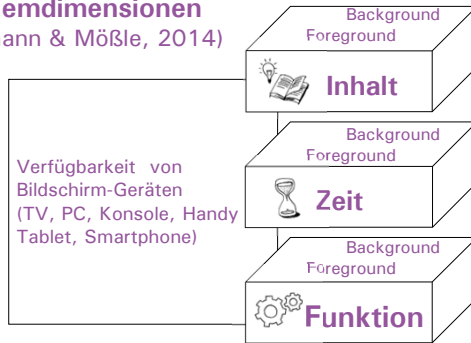 emdimensionen
ann & Mößle, 2014)
Background
Foreground
Inhalt
Verfügbarkeit von
Bildschirm-Geräten
(TV, PC, Konsole, Handy
Tablet, Smartphone)
Background
Foreground
Zeit
Background
Foreground
Funktion